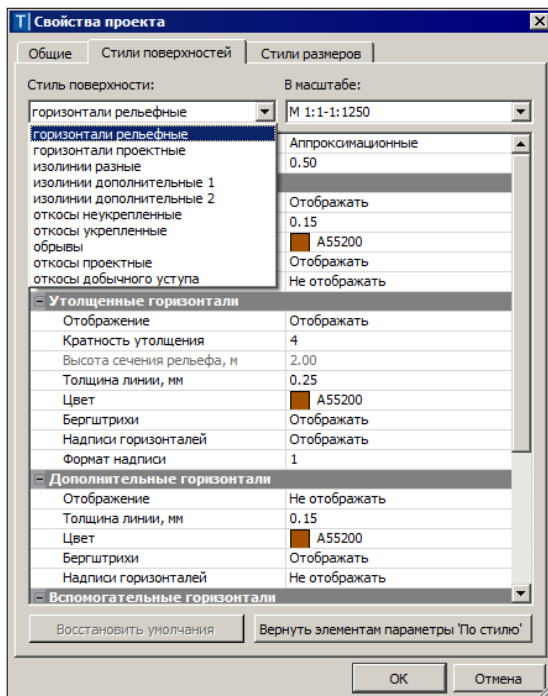 T Свойства проекта
Общие Стили поверхностей Стили размеров
Стиль поверхности: В масштабе:
горизонтали рельефные М 1:1-1:1250
горизонтали рельефные
горизонтали проектные
изолинии разные
изолинии дополнительные 1
изолинии дополнительные 2
откосы неукрепленные
откосы укрепленные
обрывы
откосы проектные
откосы добычного уступа
Аппроксимационные
0.50
Отображать
0.15
A55200
Отображать
Не отображать
Утолщенные горизонтали
Отображение Отображать
Кратность утолщения 4
Высота сечения рельефа, м 2.00
Толщина линии, мм 0.25
Цвет A55200
Бергштрихи Отображать
Надписи горизонталей Отображать
Формат надписи 1
Дополнительные горизонтали
Отображение Не отображать
Толщина линии, мм 0.15
Цвет A55200
Бергштрихи Отображать
Надписи горизонталей Не отображать
Вспомогательные горизонтали
Восстановить умолчания Вернуть элементам параметры 'По стилю'
ОК Отмена